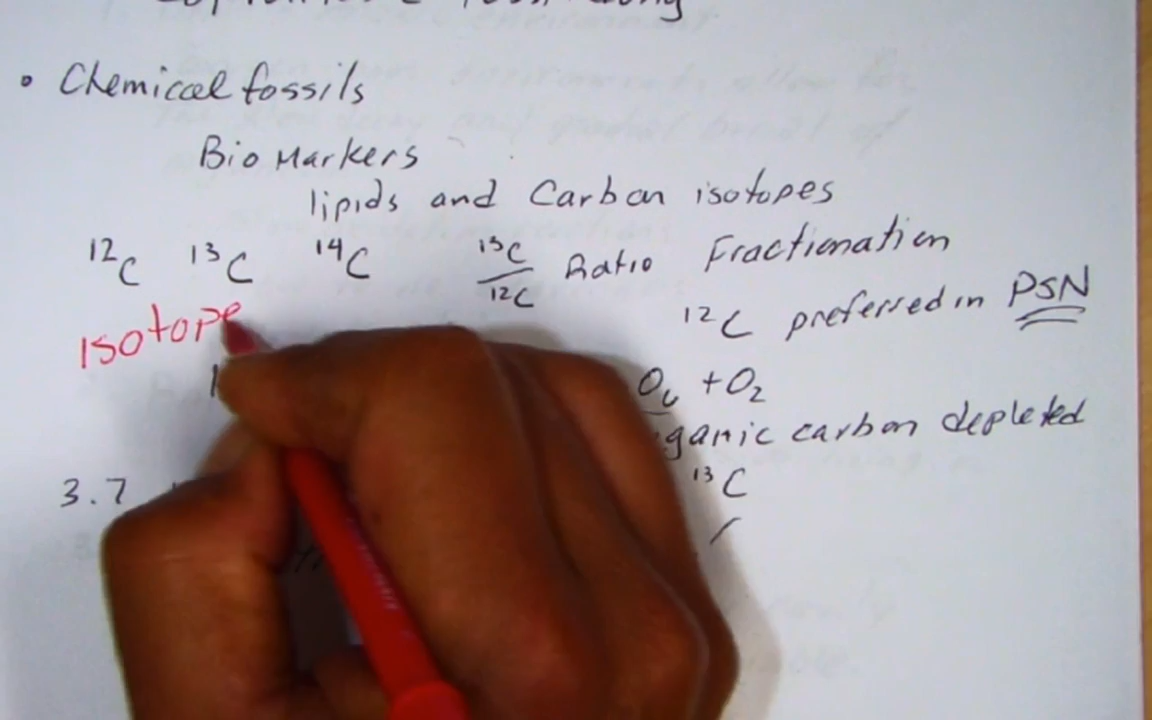 • Chemical fossils
Bio Markers
lipids and Carbon isotopes
¹²C ¹³C ¹⁴C ¹³C/¹²C Ratio Fractionation
isotope
¹²C preferred in PSN
O₆ + O₂
ganic carbon depleted
3.7
¹³C